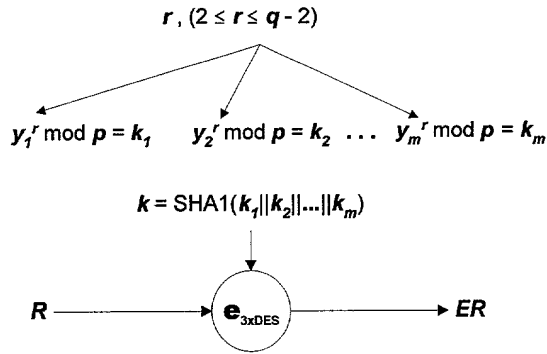 r , (2 ≤ r ≤ q - 2)
y₁ʳ mod p = k₁ y₂ʳ mod p = k₂ . . . yₘʳ mod p = kₘ
k = SHA1(k₁||k₂||...||kₘ)
R e₃ₓDES ER